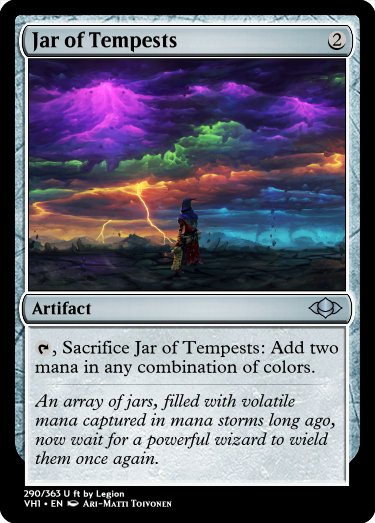 Jar of Tempests 2
Artifact
, Sacrifice Jar of Tempests: Add two
mana in any combination of colors.
An array of jars, filled with volatile
mana captured in mana storms long ago,
now wait for a powerful wizard to wield
them once again.
290/363 U ft by Legion
VH1 • EN Ari-Matti Toivonen